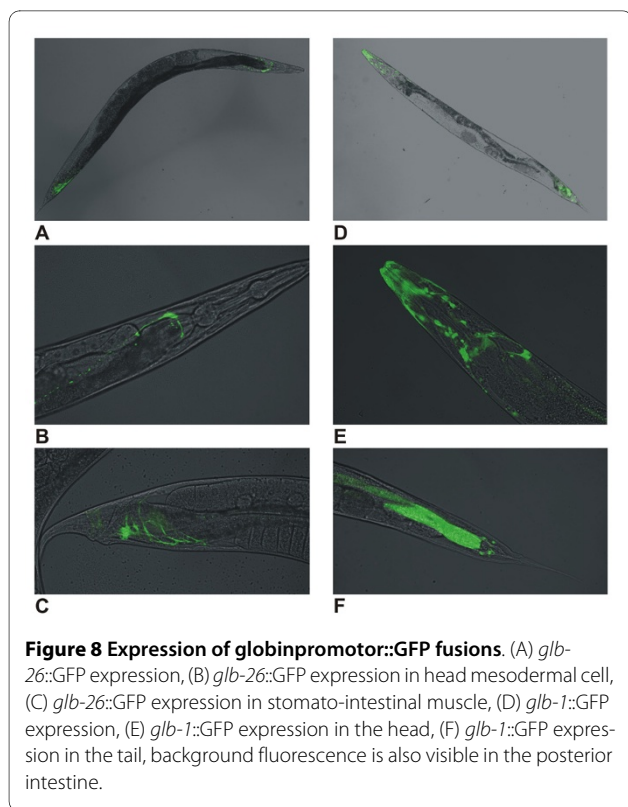 A
D
B
E
C
F
Figure 8 Expression of globinpromotor::GFP fusions. (A) glb-
26::GFP expression, (B) glb-26::GFP expression in head mesodermal cell,
(C) glb-26::GFP expression in stomato-intestinal muscle, (D) glb-1::GFP
expression, (E) glb-1::GFP expression in the head, (F) glb-1::GFP expres-
sion in the tail, background fluorescence is also visible in the posterior
intestine.